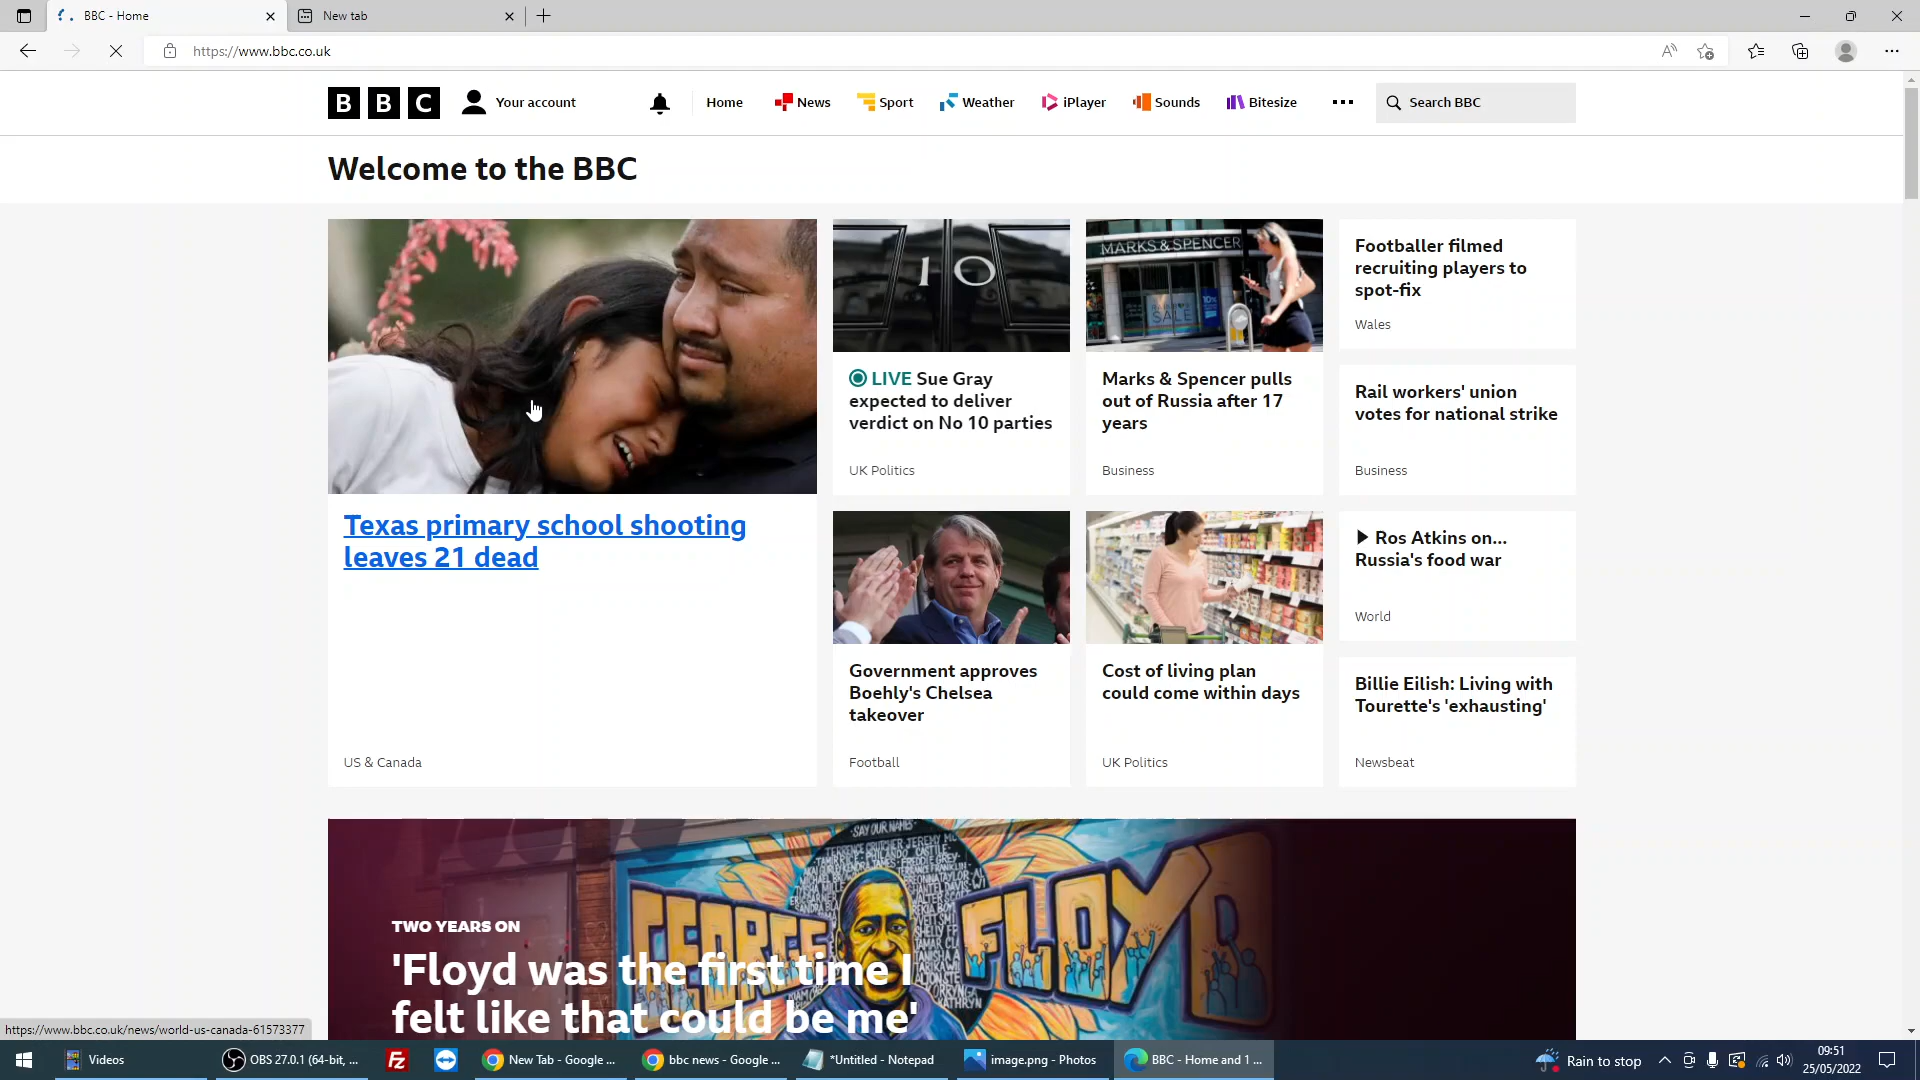 BBC - Home
New tab
https://www.bbc.co.uk
BBC
Your account
Home
News
Sport
Weather
iPlayer
Sounds
Bitesize
Search BBC
Welcome to the BBC
Texas primary school shooting
leaves 21 dead
US & Canada
10
LIVE Sue Gray
expected to deliver
verdict on No 10 parties
UK Politics
MARKS & SPENCER
SALE
Marks & Spencer pulls
out of Russia after 17
years
Business
Footballer filmed
recruiting players to
spot-fix
Wales
Rail workers' union
votes for national strike
Business
Government approves
Boehly's Chelsea
takeover
Football
Cost of living plan
could come within days
UK Politics
Ros Atkins on...
Russia's food war
World
Billie Eilish: Living with
Tourette's 'exhausting'
Newsbeat
SAY OUR NAMES
GEORGE FLOYD
TWO YEARS ON
'Floyd was the first time I
felt like that could be me'
https://www.bbc.co.uk/news/world-us-canada-61573377
Videos
OBS 27.0.1 (64-bit, ...
FZ
New Tab - Google ...
bbc news - Google ...
*Untitled - Notepad
image.png - Photos
BBC - Home and 1 ...
Rain to stop
09:51
25/05/2022